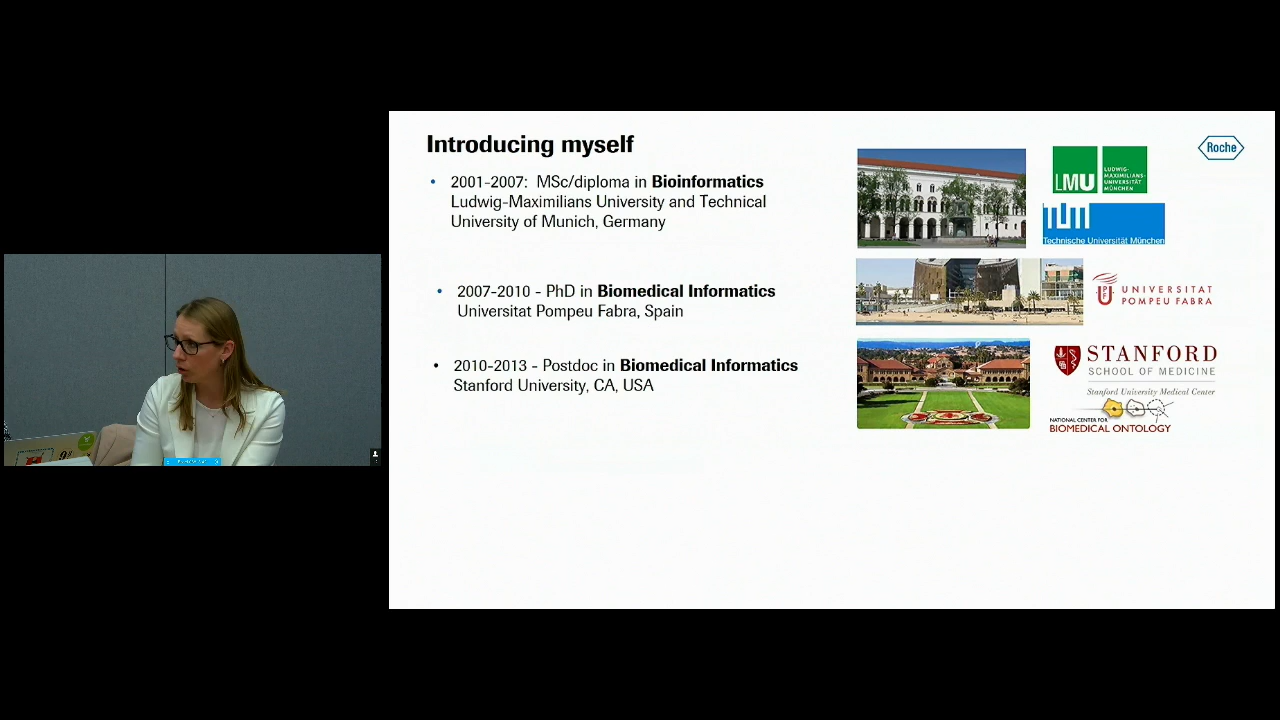 Introducing myself
Roche
• 2001-2007: MSc/diploma in Bioinformatics
Ludwig-Maximilians University and Technical
University of Munich, Germany
LMU
LUDWIG-
MAXIMILIANS-
UNIVERSITÄT
MÜNCHEN
TUM
Technische Universität München
• 2007-2010 - PhD in Biomedical Informatics
Universitat Pompeu Fabra, Spain
UNIVERSITAT
POMPEU FABRA
• 2010-2013 - Postdoc in Biomedical Informatics
Stanford University, CA, USA
STANFORD
SCHOOL OF MEDICINE
Stanford University Medical Center
NATIONAL CENTER FOR
BIOMEDICAL ONTOLOGY